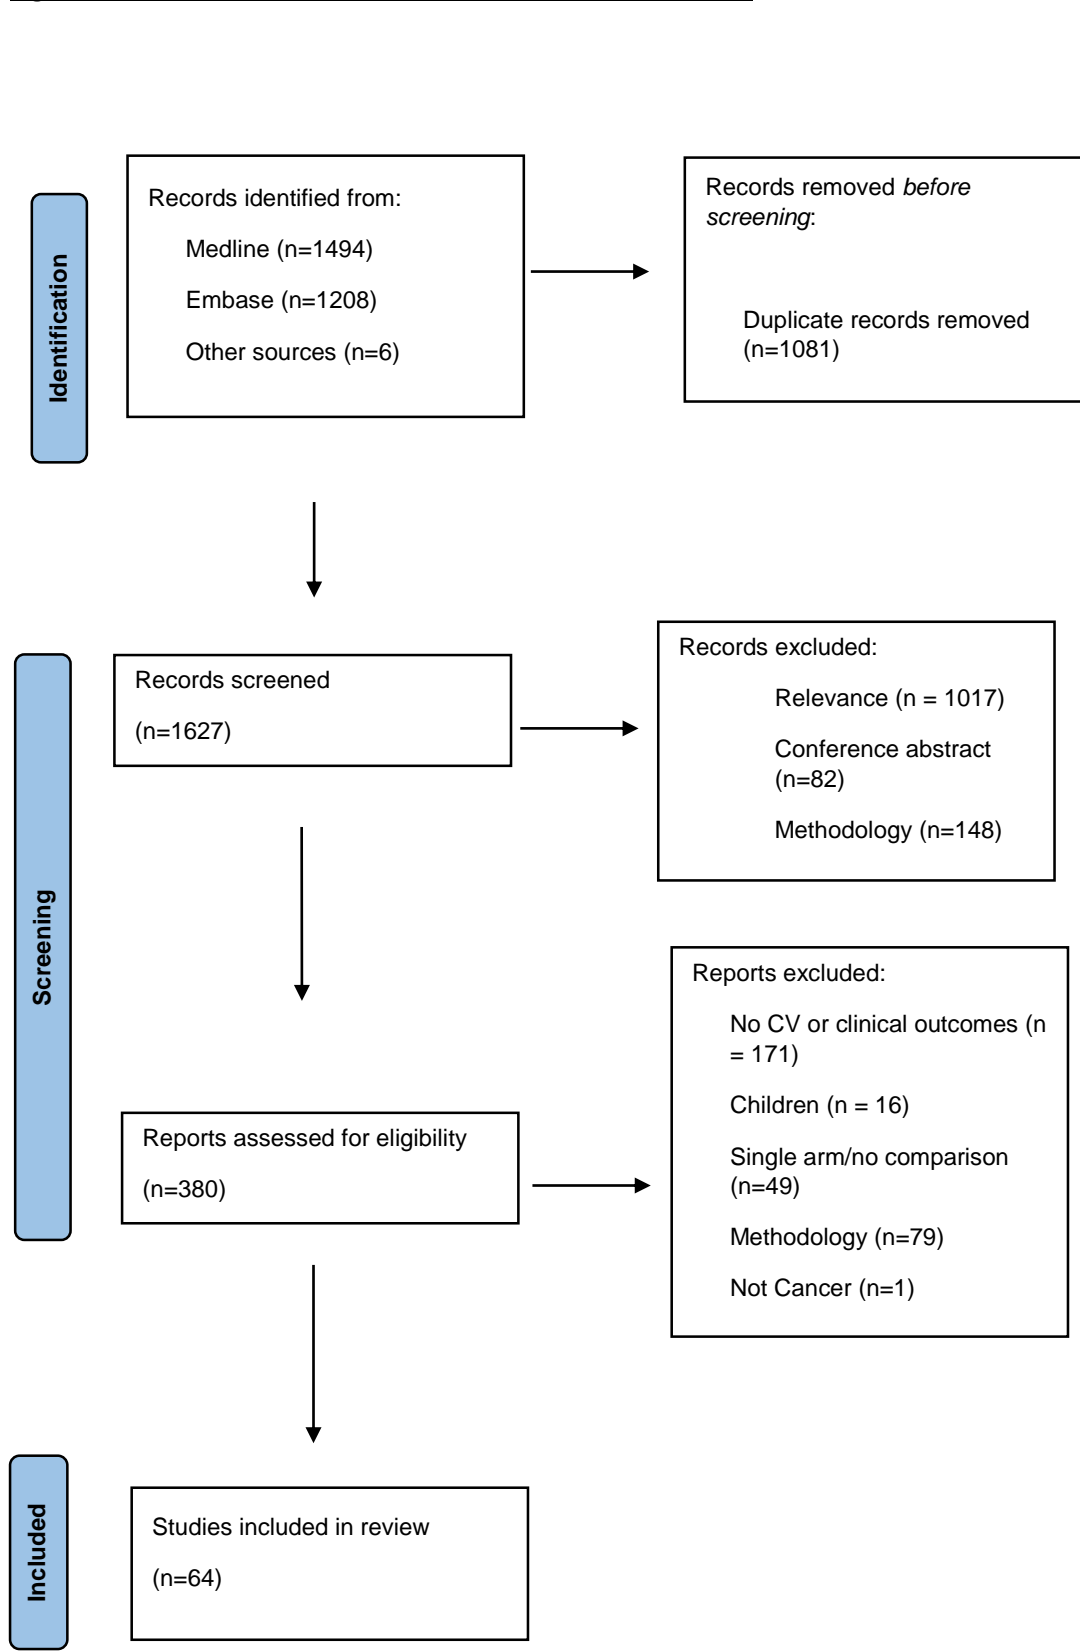 Identification
Records identified from:
Medline (n=1494)
Embase (n=1208)
Other sources (n=6)
Records removed before
screening:
Duplicate records removed
(n=1081)
Screening
Records screened
(n=1627)
Records excluded:
Relevance (n = 1017)
Conference abstract
(n=82)
Methodology (n=148)
Reports assessed for eligibility
(n=380)
Reports excluded:
No CV or clinical outcomes (n
= 171)
Children (n = 16)
Single arm/no comparison
(n=49)
Methodology (n=79)
Not Cancer (n=1)
Included
Studies included in review
(n=64)